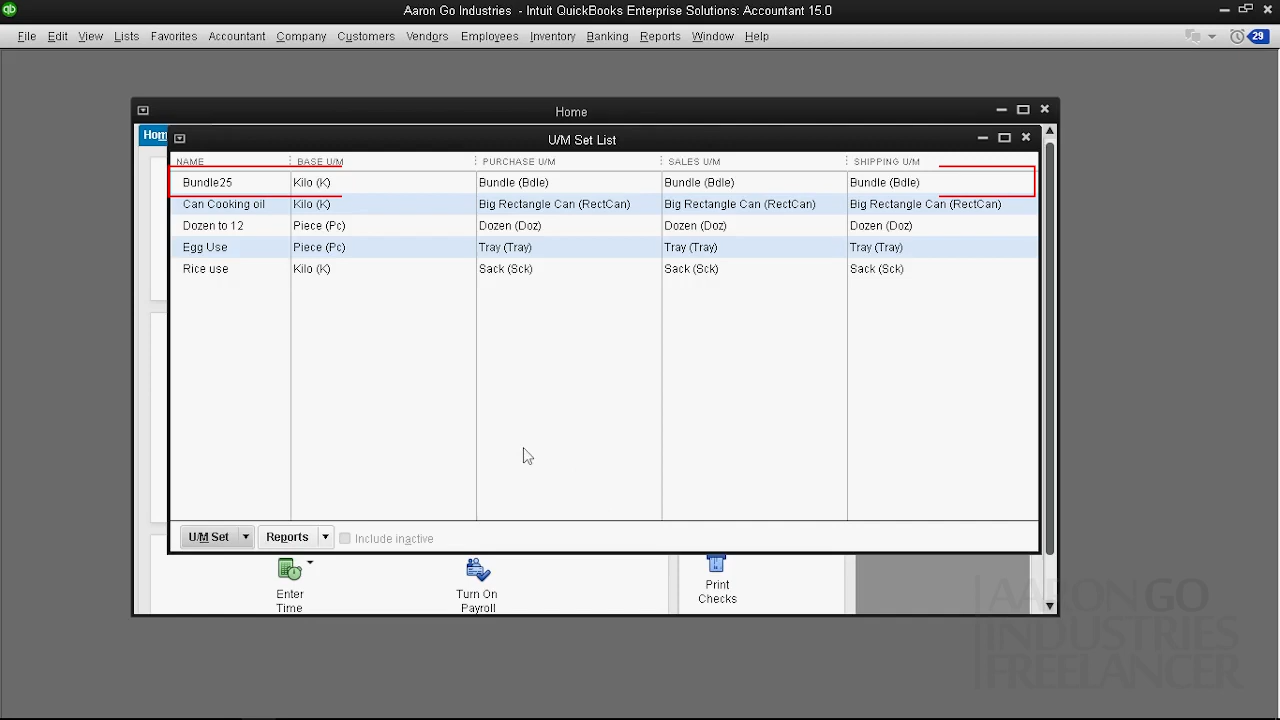 qb Aaron Go Industries - Intuit QuickBooks Enterprise Solutions: Accountant 15.0
File Edit View Lists Favorites Accountant Company Customers Vendors Employees Inventory Banking Reports Window Help 29
Home
Hom
U/M Set List
NAME BASE U/M PURCHASE U/M SALES U/M SHIPPING U/M
Bundle25 Kilo (K) Bundle (Bdle) Bundle (Bdle) Bundle (Bdle)
Can Cooking oil Kilo (K) Big Rectangle Can (RectCan) Big Rectangle Can (RectCan) Big Rectangle Can (RectCan)
Dozen to 12 Piece (Pc) Dozen (Doz) Dozen (Doz) Dozen (Doz)
Egg Use Piece (Pc) Tray (Tray) Tray (Tray) Tray (Tray)
Rice use Kilo (K) Sack (Sck) Sack (Sck) Sack (Sck)
U/M Set Reports Include inactive
Enter
Time
Turn On
Payroll
Print
Checks
AARON GO
INDUSTRIES
FREELANCER